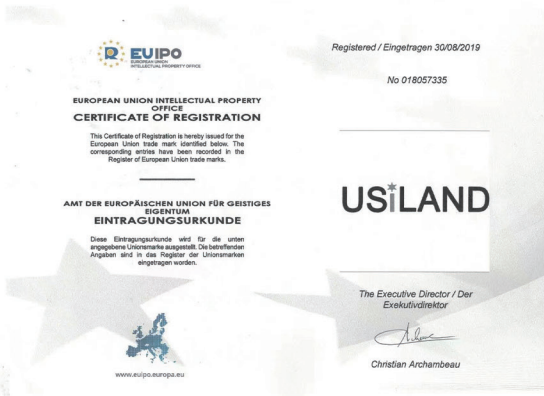 EUIPO
EUROPEAN UNION
INTELLECTUAL PROPERTY OFFICE
EUROPEAN UNION INTELLECTUAL PROPERTY
OFFICE
CERTIFICATE OF REGISTRATION
This Certificate of Registration is hereby issued for the
European Union trade mark identified below. The
corresponding entries have been recorded in the
Register of European Union trade marks.
AMT DER EUROPÄISCHEN UNION FÜR GEISTIGES
EIGENTUM
EINTRAGUNGSURKUNDE
Diese Eintragungsurkunde wird für die unten
angegebene Unionsmarke ausgestellt. Die betreffenden
Angaben sind in das Register der Unionsmarken
eingetragen worden.
www.euipo.europa.eu
Registered / Eingetragen 30/08/2019
No 018057335
USiLAND
The Executive Director / Der
Exekutivdirektor
Christian Archambeau